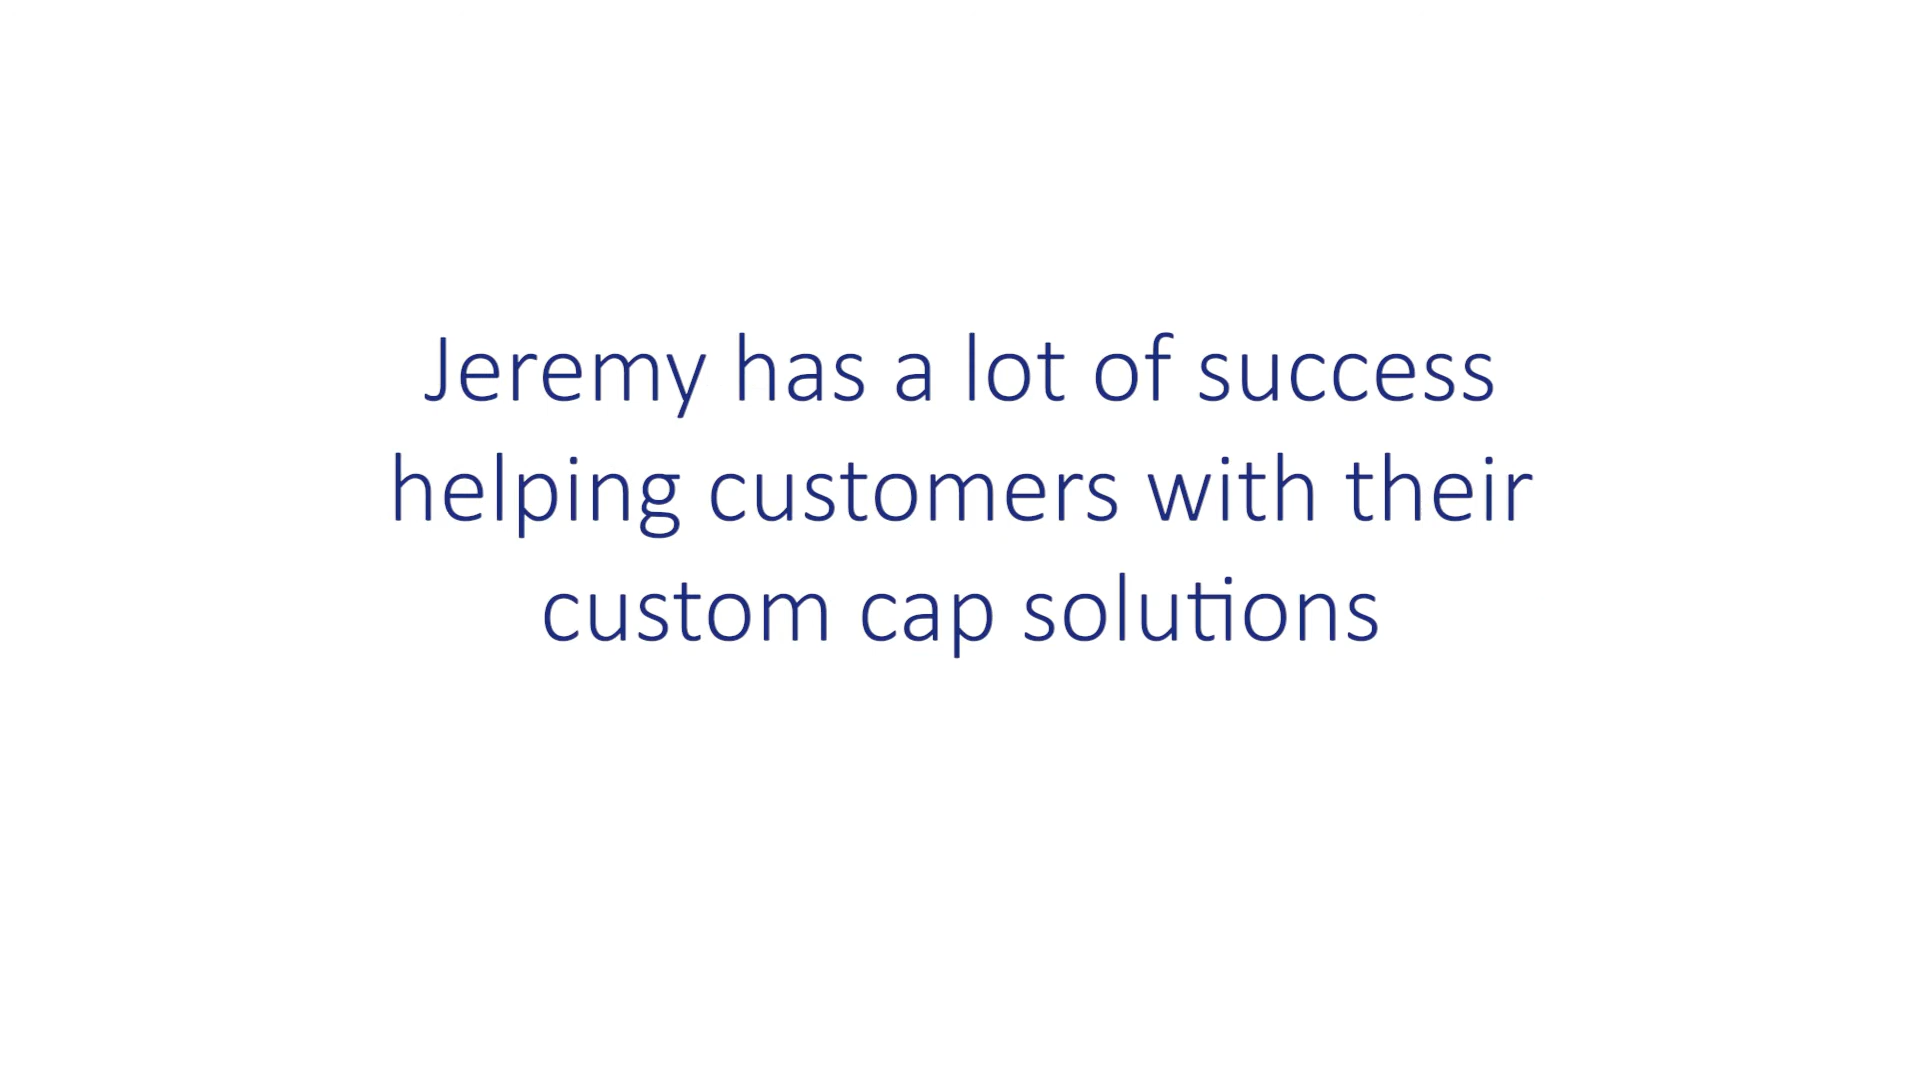 Jeremy has a lot of success
helping customers with their
custom cap solutions